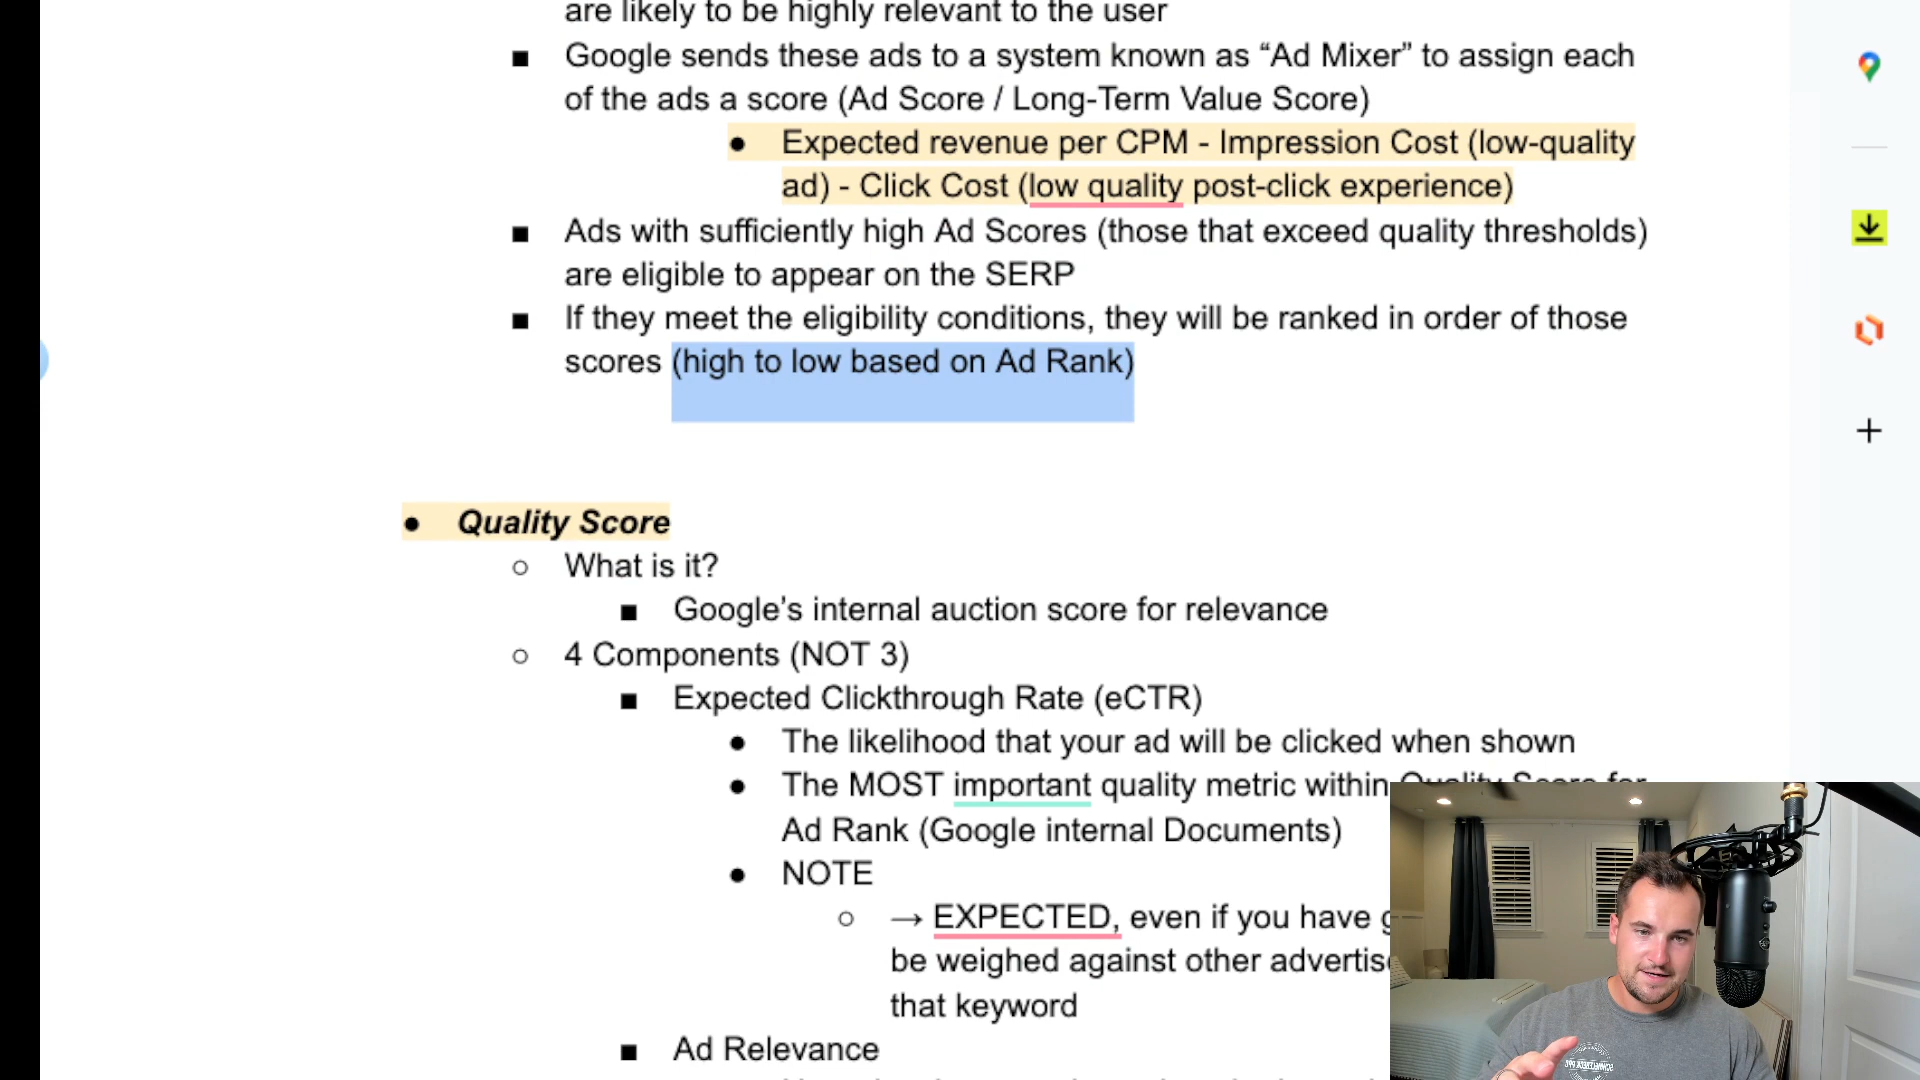 are likely to be highly relevant to the user
■ Google sends these ads to a system known as “Ad Mixer” to assign each
of the ads a score (Ad Score / Long-Term Value Score)
● Expected revenue per CPM - Impression Cost (low-quality
ad) - Click Cost (low quality post-click experience)
■ Ads with sufficiently high Ad Scores (those that exceed quality thresholds)
are eligible to appear on the SERP
■ If they meet the eligibility conditions, they will be ranked in order of those
scores (high to low based on Ad Rank)
● Quality Score
○ What is it?
■ Google’s internal auction score for relevance
○ 4 Components (NOT 3)
■ Expected Clickthrough Rate (eCTR)
● The likelihood that your ad will be clicked when shown
● The MOST important quality metric within Quality Score for
Ad Rank (Google internal Documents)
● NOTE
○ → EXPECTED, even if you have
be weighed against other
that keyword
■ Ad Relevance